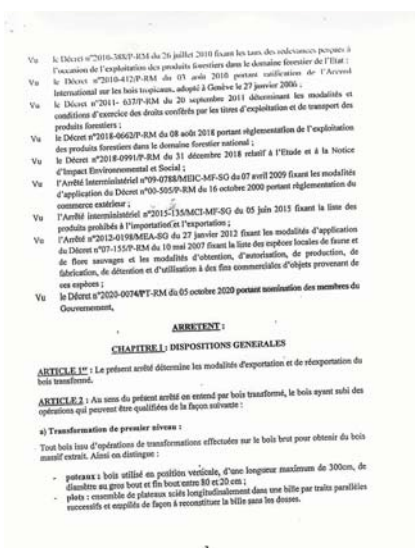 Vu le Décret n°2010-388/P-RM du 26 juillet 2010 fixant les taux des redevances perçues à
l'occasion de l'exploitation des produits forestiers dans le domaine forestier de l'Etat ;
Vu le Décret n°2010-412/P-RM du 03 août 2010 portant ratification de l'Accord
International sur les bois tropicaux, adopté à Genève le 27 janvier 2006 ;
Vu le Décret n°2011- 637/P-RM du 20 septembre 2011 déterminant les modalités et
conditions d'exercice des droits conférés par les titres d'exploitation et de transport des
produits forestiers ;
Vu le Décret n°2018-0662/P-RM du 08 août 2018 portant réglementation de l'exploitation
des produits forestiers dans le domaine forestier national ;
Vu le Décret n°2018-0991/P-RM du 31 décembre 2018 relatif à l'Etude et à la Notice
d'Impact Environnemental et Social ;
Vu l'Arrêté Interministériel n°09-0788/MEIC-MF-SG du 07 avril 2009 fixant les modalités
d'application du Décret n°00-505/P-RM du 16 octobre 2000 portant réglementation du
commerce extérieur ;
Vu l'Arrêté interministériel n°2015-1535/MCI-MF-SG du 05 juin 2015 fixant la liste des
produits prohibés à l'importation et l'exportation ;
Vu l'Arrêté n°2012-0198/MEA-SG du 27 janvier 2012 fixant les modalités d'application
du Décret n°07-155/P-RM du 10 mai 2007 fixant la liste des espèces locales de faune et
de flore sauvages et les modalités d'obtention, d'autorisation, de production, de
fabrication, de détention et d'utilisation à des fins commerciales d'objets provenant de
ces espèces ;
Vu le Décret n°2020-0074/PT-RM du 05 octobre 2020 portant nomination des membres du
Gouvernement,
ARRETENT :
CHAPITRE I : DISPOSITIONS GENERALES
ARTICLE 1er : Le présent arrêté détermine les modalités d'exportation et de réexportation du
bois transformé.
ARTICLE 2 : Au sens du présent arrêté on entend par bois transformé, le bois ayant subi des
opérations qui peuvent être qualifiées de la façon suivante :
a) Transformation de premier niveau :
Tout bois issu d'opérations de transformations effectuées sur le bois brut pour obtenir du bois
massif extrait. Ainsi on distingue :
- poteaux : bois utilisé en position verticale, d'une longueur maximum de 300cm, de
diamètre au gros bout et fin bout entre 80 et 20 cm ;
- plots : ensemble de plateaux sciés longitudinalement dans une bille par traits parallèles
successifs et empilés de façon à reconstituer la bille sans les dosses.